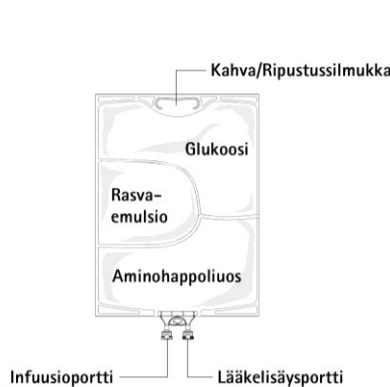 Kahva/Ripustussilmukka
Glukoosi
Rasva-
emulsio
Aminohappoliuos
Infuusioportti
Lääkelisäysportti